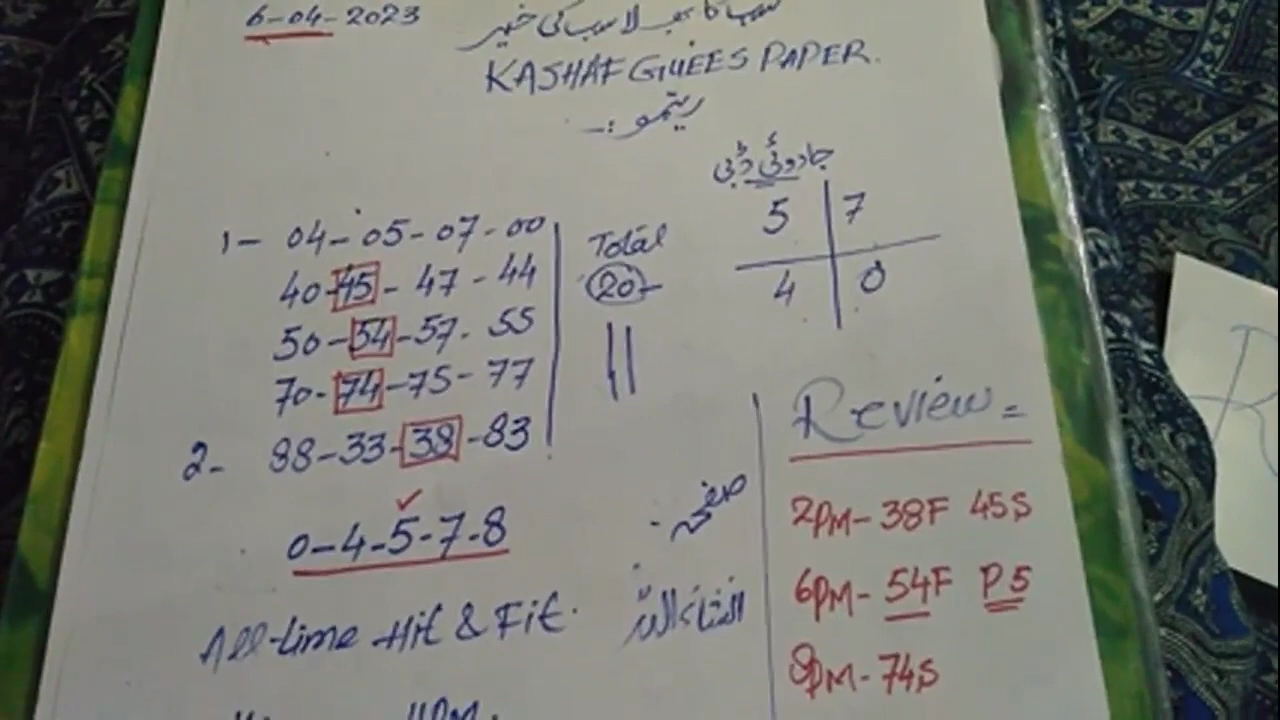 6-04-2023
سب کا بھلا سب کی خیر
KASHAF GUEES PAPER.
ریتمو :-
جادوئی ڈبی
5 7
4 0
1- 04-05-07-00
40-45-47-44
50-54-57-55
70-74-75-77
2- 88-33-38-83
Total
20
0-4-5-7-8
All-time Hit & Fit.
انشاءاللہ
Review =
2PM- 38F 45S
6PM- 54F P5
9PM- 74S
11PM.